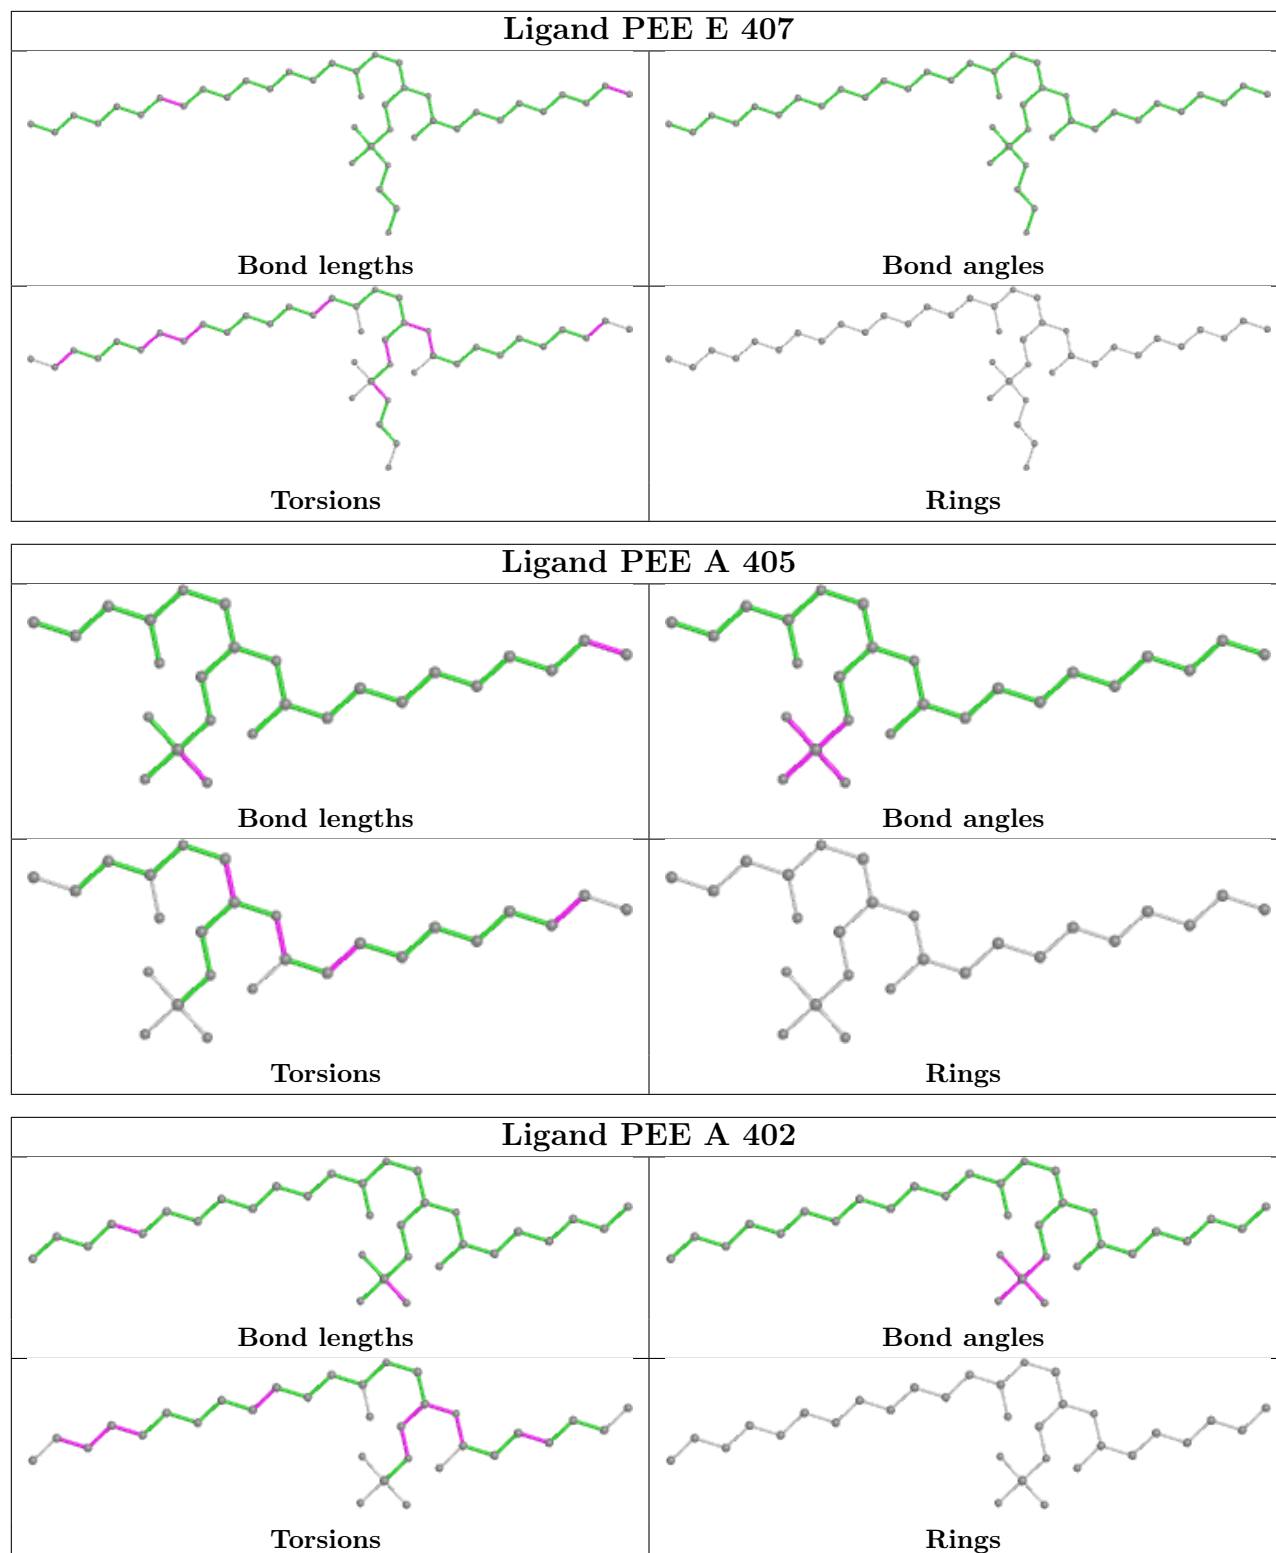 Ligand PEE E 407
Bond lengths
Bond angles
Torsions
Rings
Ligand PEE A 405
Bond lengths
Bond angles
Torsions
Rings
Ligand PEE A 402
Bond lengths
Bond angles
Torsions
Rings